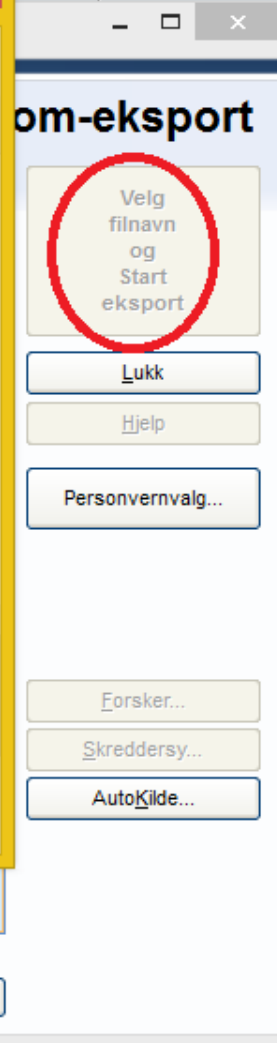 om-eksport
Velg
filnavn
og
Start
eksport
Lukk
Hjelp
Personvernvalg...
Forsker...
Skreddersy...
AutoKilde...